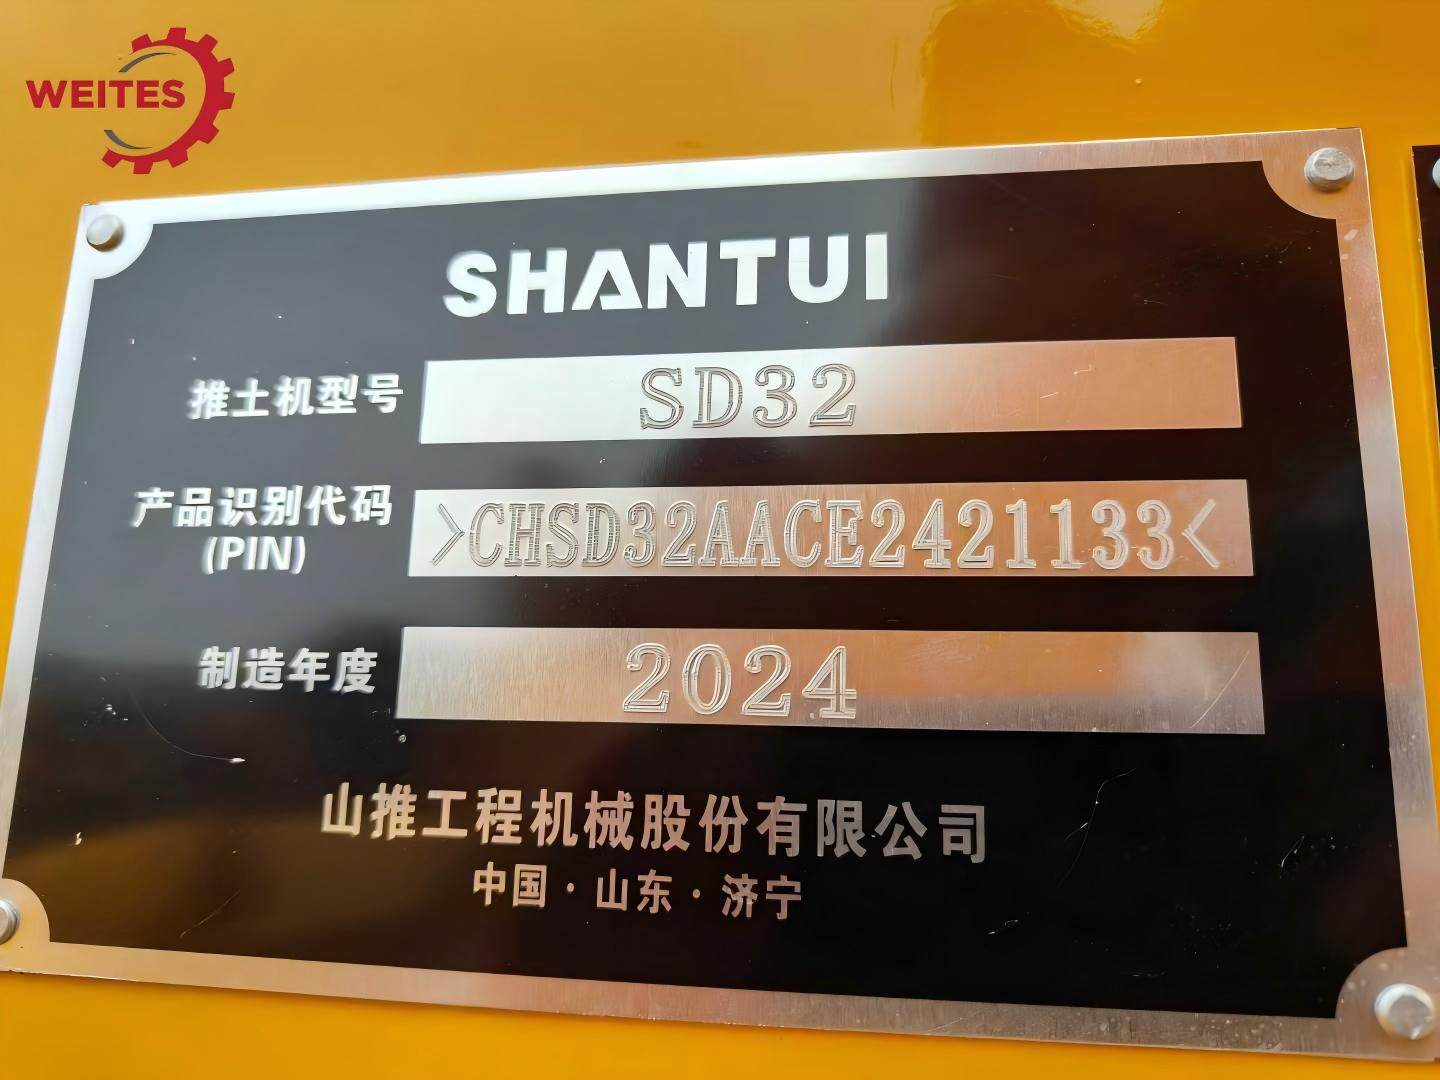 WEITES
SHANTUI
推土机型号 SD32
产品识别代码 >CHSD32AACE2421133<
(PIN)
制造年度 2024
山推工程机械股份有限公司
中国·山东·济宁